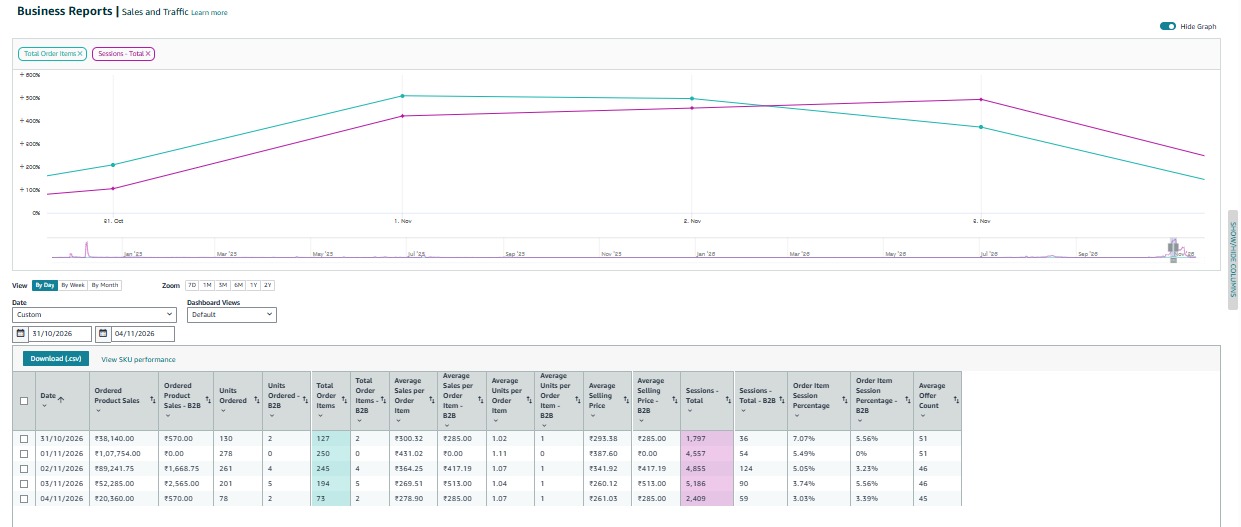 Business Reports | Sales and Traffic Learn more
Hide Graph
Total Order Items × Sessions - Total ×
+ 600%
+ 500%
+ 400%
+ 300%
+ 200%
+ 100%
0%
31. Oct 1. Nov 2. Nov 3. Nov
Jan '25 Mar '25 May '25 Jul '25 Sep '25 Nov '25 Jan '26 Mar '26 May '26 Jul '26 Sep '26 Nov '26
SHOW/HIDE COLUMNS
View By Day By Week By Month Zoom 7D 1M 3M 6M 1Y 2Y
Date Dashboard Views
Custom Default
31/10/2026 04/11/2026
Download (.csv) View SKU performance
Date Ordered Product Sales Ordered Product Sales - B2B Units Ordered Units Ordered - B2B Total Order Items Total Order Items - B2B Average Sales per Order Item Average Sales per Order Item - B2B Average Units per Order Item Average Units per Order Item - B2B Average Selling Price Average Selling Price - B2B Sessions - Total Sessions - Total - B2B Order Item Session Percentage Order Item Session Percentage - B2B Average Offer Count
31/10/2026 ₹38,140.00 ₹570.00 130 2 127 2 ₹300.32 ₹285.00 1.02 1 ₹293.38 ₹285.00 1,797 36 7.07% 5.56% 51
01/11/2026 ₹1,07,754.00 ₹0.00 278 0 250 0 ₹431.02 ₹0.00 1.11 0 ₹387.60 ₹0.00 4,557 54 5.49% 0% 51
02/11/2026 ₹89,241.75 ₹1,668.75 261 4 245 4 ₹364.25 ₹417.19 1.07 1 ₹341.92 ₹417.19 4,855 124 5.05% 3.23% 46
03/11/2026 ₹52,285.00 ₹2,565.00 201 5 194 5 ₹269.51 ₹513.00 1.04 1 ₹260.12 ₹513.00 5,186 90 3.74% 5.56% 46
04/11/2026 ₹20,360.00 ₹570.00 78 2 73 2 ₹278.90 ₹285.00 1.07 1 ₹261.03 ₹285.00 2,409 59 3.03% 3.39% 45